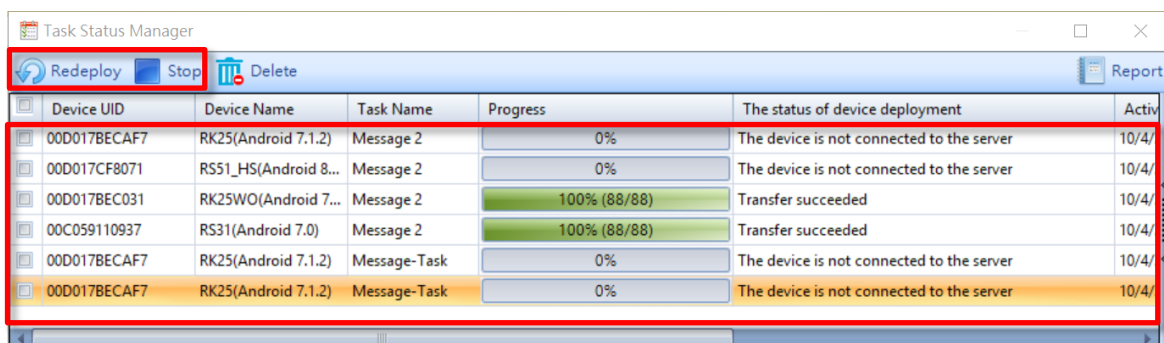 Task Status Manager
Redeploy Stop Delete Report
Device UID Device Name Task Name Progress The status of device deployment Activ
00D017BECAF7 RK25(Android 7.1.2) Message 2 0% The device is not connected to the server 10/4/
00D017CF8071 RS51_HS(Android 8... Message 2 0% The device is not connected to the server 10/4/
00D017BEC031 RK25WO(Android 7... Message 2 100% (88/88) Transfer succeeded 10/4/
00C059110937 RS31(Android 7.0) Message 2 100% (88/88) Transfer succeeded 10/4/
00D017BECAF7 RK25(Android 7.1.2) Message-Task 0% The device is not connected to the server 10/4/
00D017BECAF7 RK25(Android 7.1.2) Message-Task 0% The device is not connected to the server 10/4/